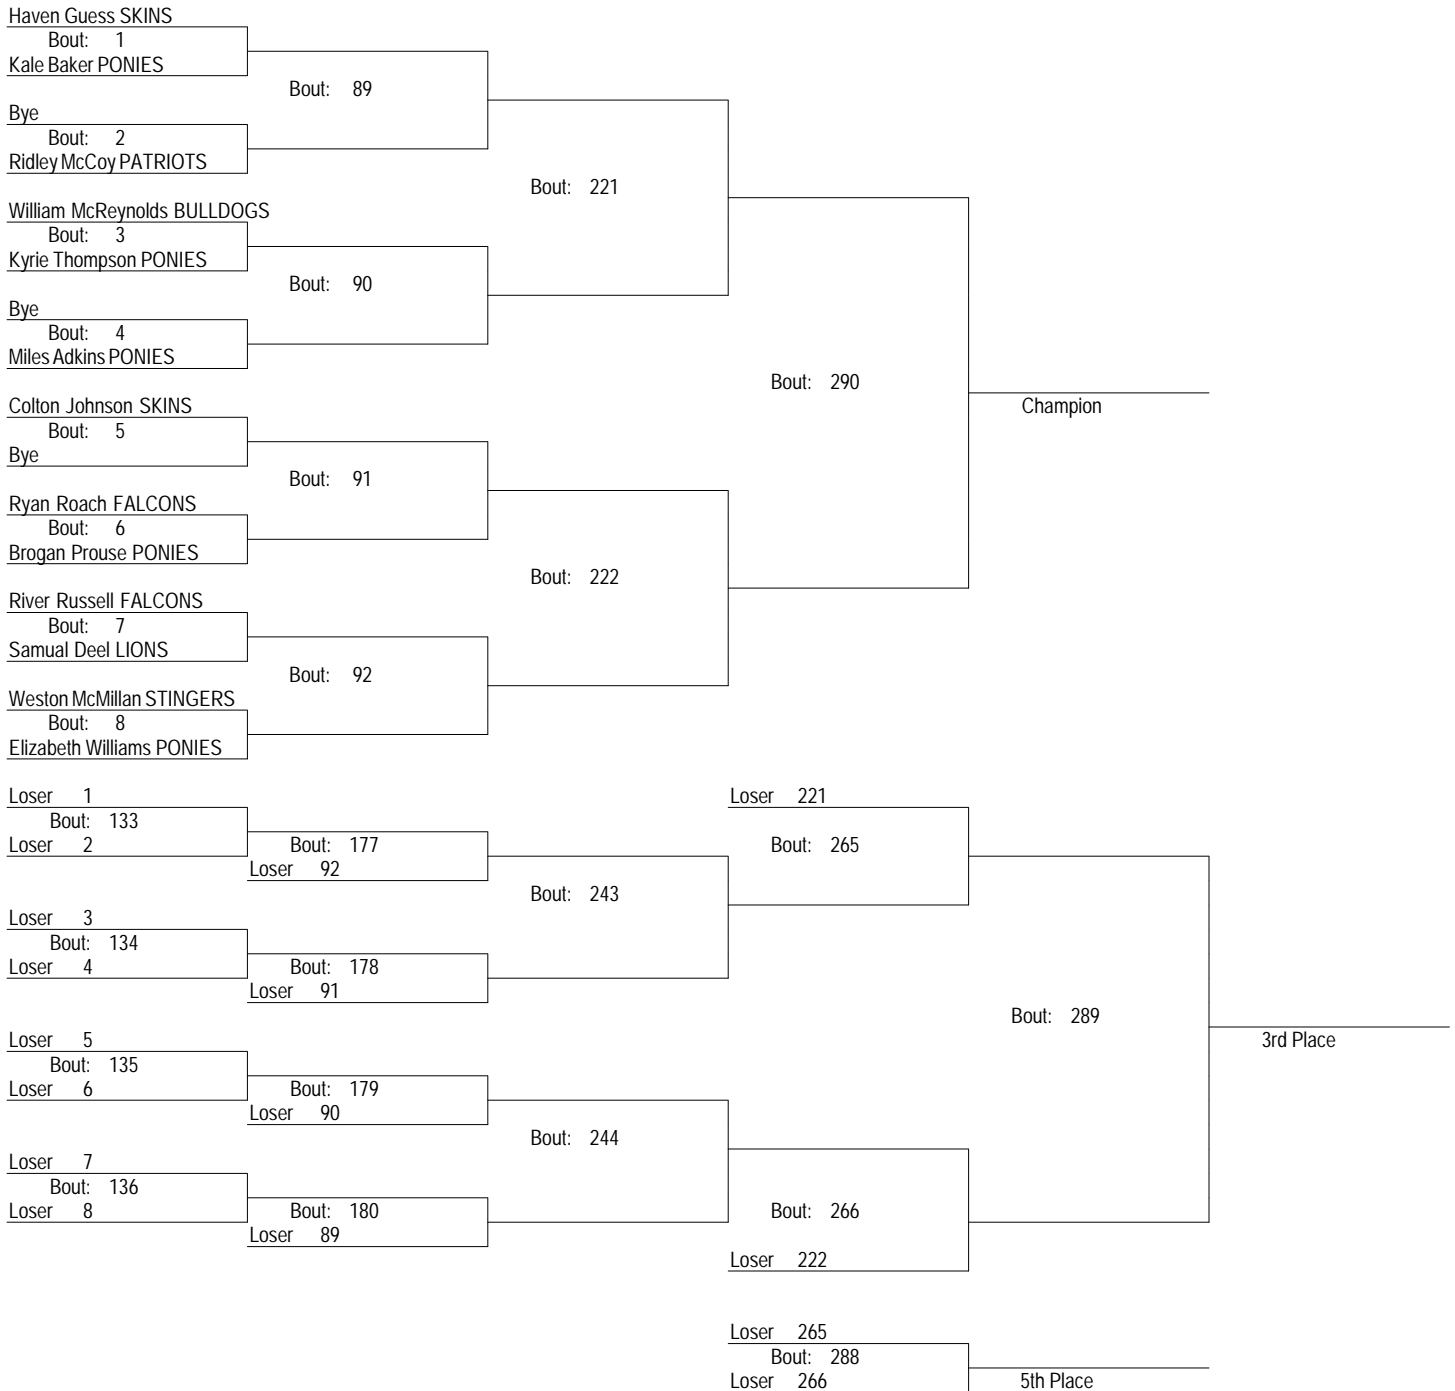 Haven Guess SKINS
Bout: 1
Kale Baker PONIES
Bout: 89
Bye
Bout: 2
Ridley McCoy PATRIOTS
Bout: 221
William McReynolds BULLDOGS
Bout: 3
Kyrie Thompson PONIES
Bout: 90
Bye
Bout: 4
Miles Adkins PONIES
Bout: 290
Champion
Colton Johnson SKINS
Bout: 5
Bye
Bout: 91
Ryan Roach FALCONS
Bout: 6
Brogan Prouse PONIES
Bout: 222
River Russell FALCONS
Bout: 7
Samual Deel LIONS
Bout: 92
Weston McMillan STINGERS
Bout: 8
Elizabeth Williams PONIES
Loser 1
Bout: 133
Loser 2
Bout: 177
Loser 92
Bout: 243
Loser 221
Bout: 265
Loser 3
Bout: 134
Loser 4
Bout: 178
Loser 91
Bout: 289
3rd Place
Loser 5
Bout: 135
Loser 6
Bout: 179
Loser 90
Bout: 244
Loser 7
Bout: 136
Loser 8
Bout: 180
Loser 89
Bout: 266
Loser 222
Loser 265
Bout: 288
Loser 266
5th Place